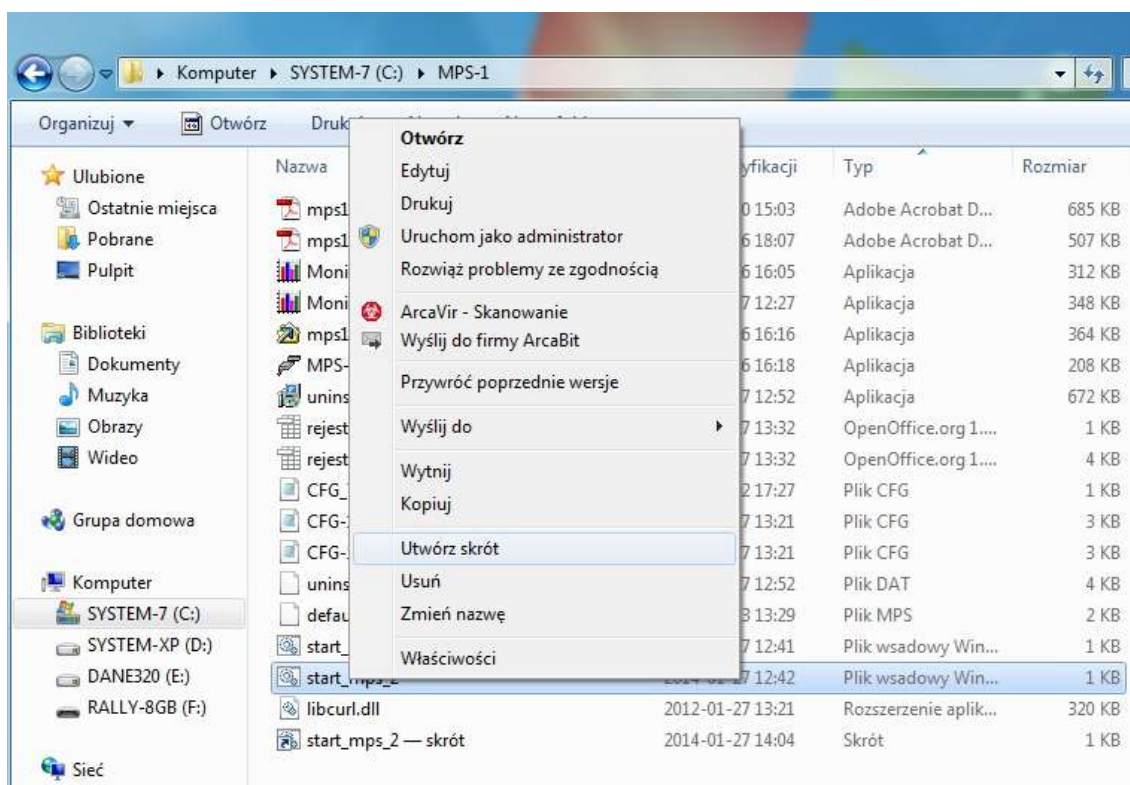 Komputer ▸ SYSTEM-7 (C:) ▸ MPS-1
Organizuj Otwórz Druk
Ulubione
Ostatnie miejsca
Pobrane
Pulpit
Biblioteki
Dokumenty
Muzyka
Obrazy
Wideo
Grupa domowa
Komputer
SYSTEM-7 (C:)
SYSTEM-XP (D:)
DANE320 (E:)
RALLY-8GB (F:)
Sieć
Otwórz
Edytuj
Drukuj
Uruchom jako administrator
Rozwiąż problemy ze zgodnością
ArcaVir - Skanowanie
Wyślij do firmy ArcaBit
Przywróć poprzednie wersje
Wyślij do
Wytnij
Kopiuj
Utwórz skrót
Usuń
Zmień nazwę
Właściwości
Nazwa yfikacji Typ Rozmiar
mps1 0 15:03 Adobe Acrobat D... 685 KB
mps1 6 18:07 Adobe Acrobat D... 507 KB
Moni 6 16:05 Aplikacja 312 KB
Moni 7 12:27 Aplikacja 348 KB
mps1 6 16:16 Aplikacja 364 KB
MPS- 6 16:18 Aplikacja 208 KB
unins 7 12:52 Aplikacja 672 KB
rejest 7 13:32 OpenOffice.org 1.... 1 KB
rejest 7 13:32 OpenOffice.org 1.... 4 KB
CFG_ 2 17:27 Plik CFG 1 KB
CFG- 7 13:21 Plik CFG 3 KB
CFG- 7 13:21 Plik CFG 3 KB
unins 7 12:52 Plik DAT 4 KB
defau 3 13:29 Plik MPS 2 KB
start_ 7 12:41 Plik wsadowy Win... 1 KB
start_mps_2 7 12:42 Plik wsadowy Win... 1 KB
libcurl.dll 2012-01-27 13:21 Rozszerzenie aplik... 320 KB
start_mps_2 — skrót 2014-01-27 14:04 Skrót 1 KB